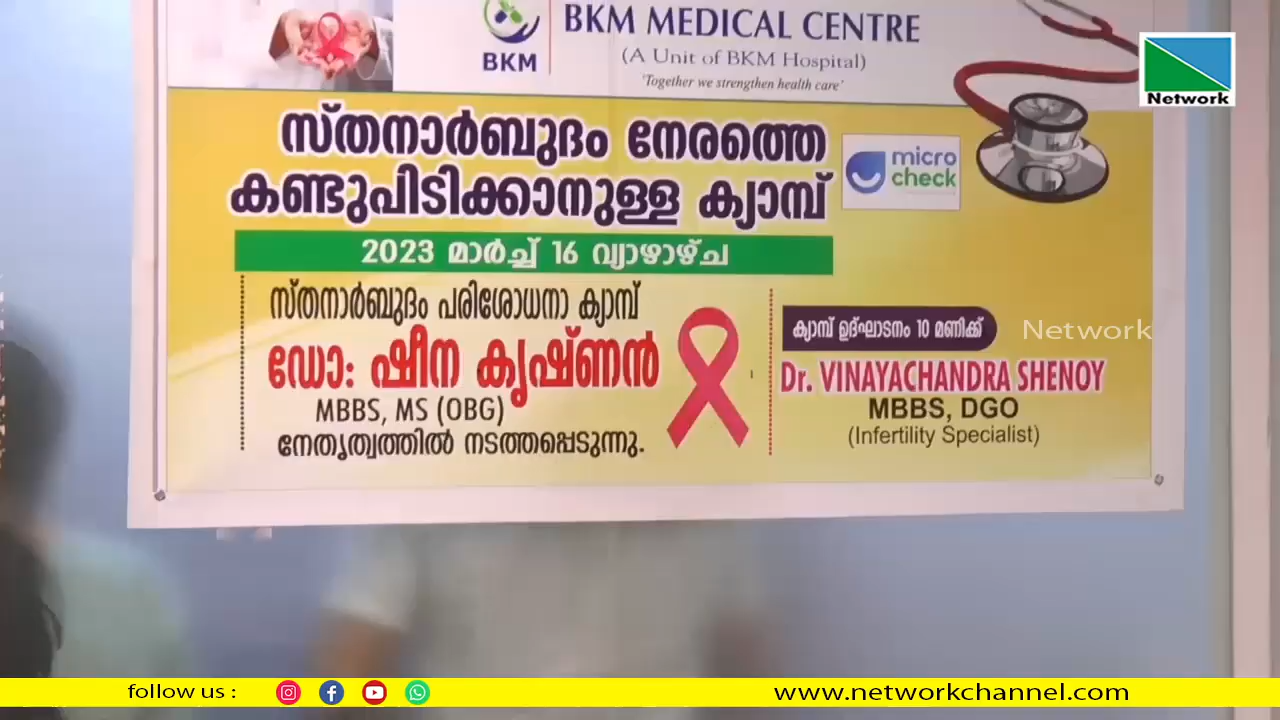 BKM MEDICAL CENTRE
BKM
(A Unit of BKM Hospital)
'Together we strengthen health care'
Network
സ്തനാർബുദം നേരത്തെ
കണ്ടുപിടിക്കാനുള്ള ക്യാമ്പ്
micro
check
2023 മാർച്ച് 16 വ്യാഴാഴ്ച
സ്തനാർബുദം പരിശോധനാ ക്യാമ്പ്
ഡോ: ഷീന കൃഷ്ണൻ
MBBS, MS (OBG)
നേതൃത്വത്തിൽ നടത്തപ്പെടുന്നു.
ക്യാമ്പ് ഉദ്ഘാടനം 10 മണിക്ക്
Network
Dr. VINAYACHANDRA SHENOY
MBBS, DGO
(Infertility Specialist)
follow us :
www.networkchannel.com